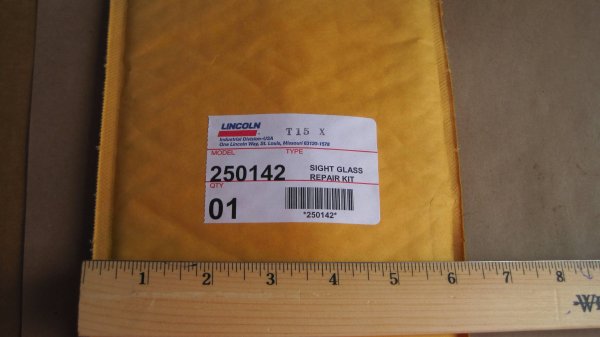 LINCOLN
T15 X
Industrial Division-USA
One Lincoln Way, St. Louis, Missouri 63120-1578
MODEL TYPE
250142
SIGHT GLASS
REPAIR KIT
QTY
01
*250142*
1 2 3 4 5 6 7 8